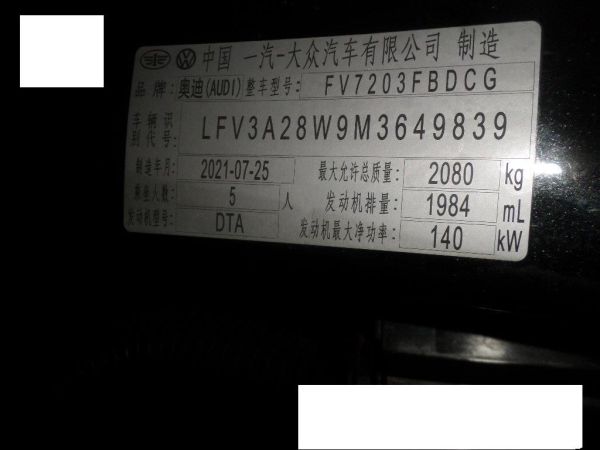 中国 一汽-大众汽车有限公司 制造
品牌: 奥迪(AUDI) 整车型号: FV7203FBDCG
车辆识别代号: LFV3A28W9M3649839
制造年月: 2021-07-25 最大允许总质量: 2080 kg
乘坐人数: 5 人 发动机排量: 1984 mL
发动机型号: DTA 发动机最大净功率: 140 kW